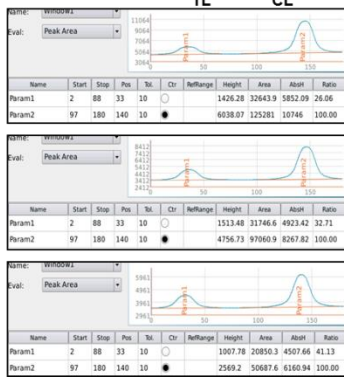 TL CL
Name: Window1
Eval: Peak Area
11064
9064
7064
5064
3064
Param1 Param2
0 50 100 150
Name Start Stop Pos Tol. Ctr RefRange Height Area AbsH Ratio
Param1 2 88 33 10 1426.28 32643.9 5852.09 26.06
Param2 97 180 140 10 6038.07 125281 10746 100.00
Name: Window1
Eval: Peak Area
8412
7412
6412
5412
4412
3412
2412
Param1 Param2
0 50 100 150
Name Start Stop Pos Tol. Ctr RefRange Height Area AbsH Ratio
Param1 2 88 33 10 1513.48 31746.6 4923.42 32.71
Param2 97 180 140 10 4756.73 97060.9 8267.82 100.00
Name: Window1
Eval: Peak Area
5961
4961
3961
2961
Param1 Param2
0 50 100 150
Name Start Stop Pos Tol. Ctr RefRange Height Area AbsH Ratio
Param1 2 88 33 10 1007.78 20850.3 4507.66 41.13
Param2 97 180 140 10 2569.2 50687.6 6160.94 100.00